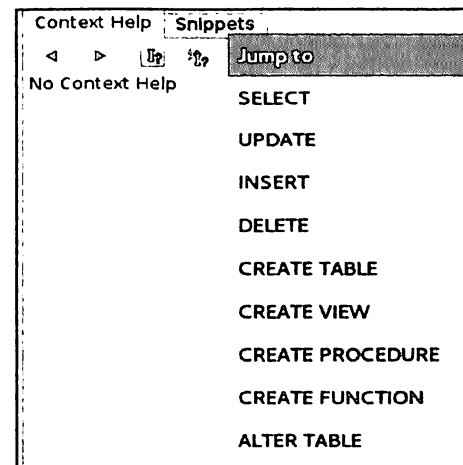 Context Help Snippets
Jump to
No Context Help
SELECT
UPDATE
INSERT
DELETE
CREATE TABLE
CREATE VIEW
CREATE PROCEDURE
CREATE FUNCTION
ALTER TABLE